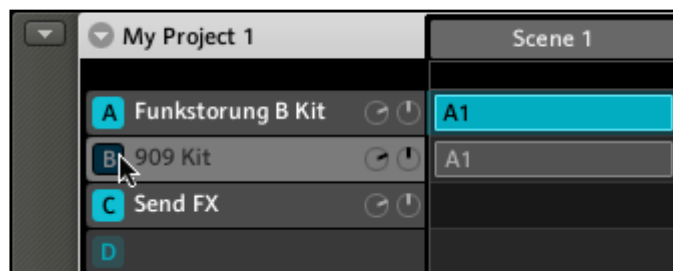 My Project 1 Scene 1
A Funkstorung B Kit A1
B 909 Kit A1
C Send FX
D